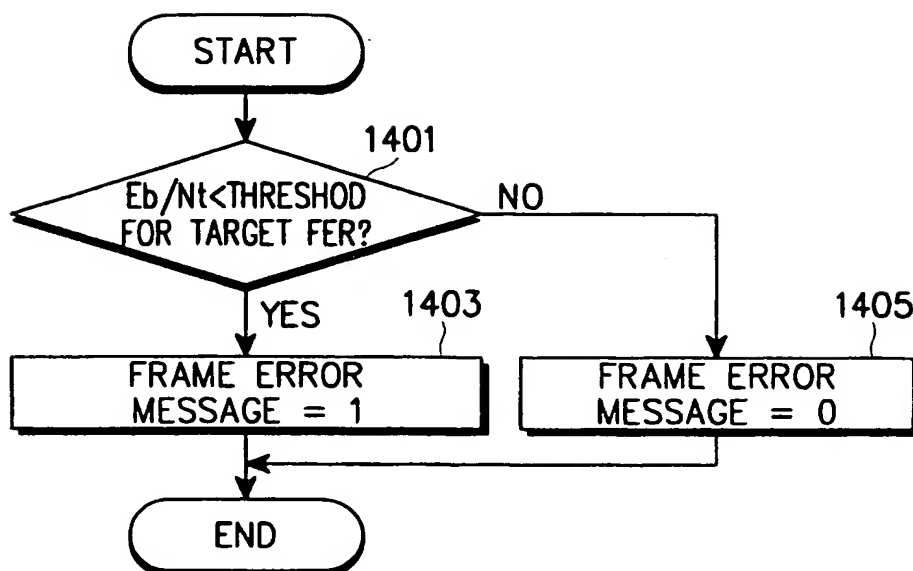 START
1401
Eb/Nt<THRESHOD
FOR TARGET FER?
NO
YES
1403
FRAME ERROR
MESSAGE = 1
1405
FRAME ERROR
MESSAGE = 0
END